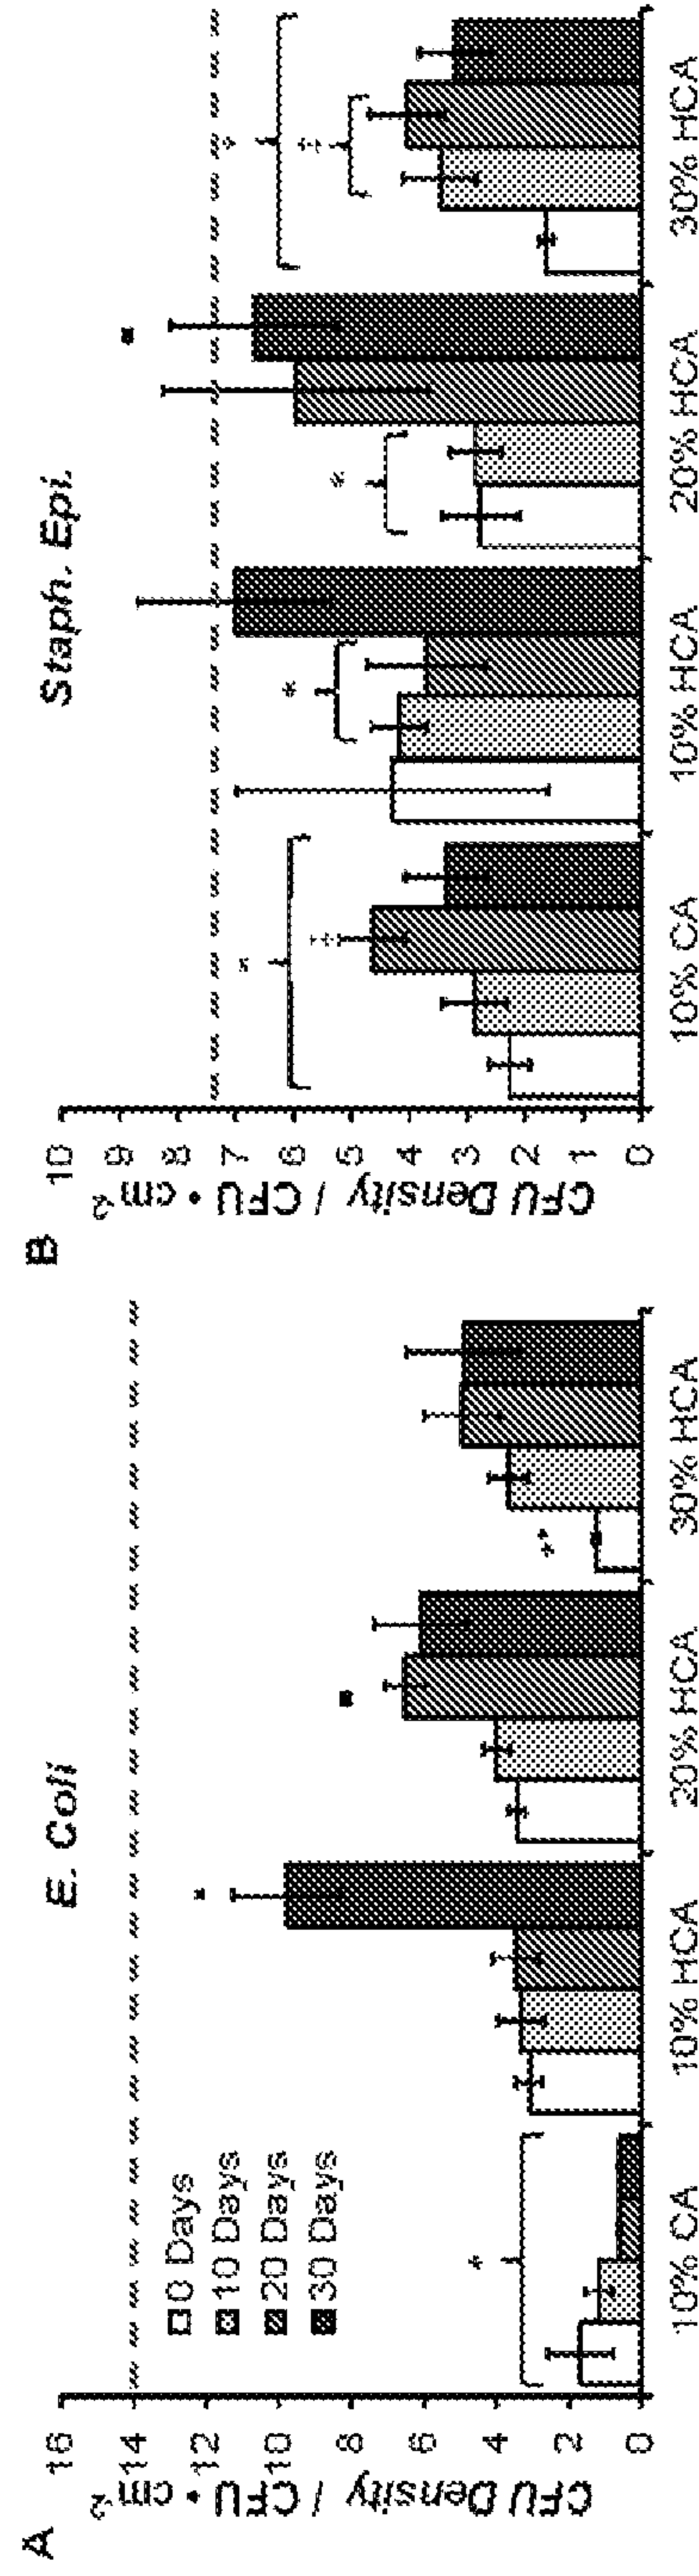 A
E. Coli
CFU Density / CFU • cm-2
16
14
12
10
8
6
4
2
0
0 Days
10 Days
20 Days
30 Days
10% CA
10% HCA
20% HCA
30% HCA
B
Staph. Epi.
CFU Density / CFU • cm-2
10
9
8
7
6
5
4
3
2
1
0
10% CA
10% HCA
20% HCA
30% HCA